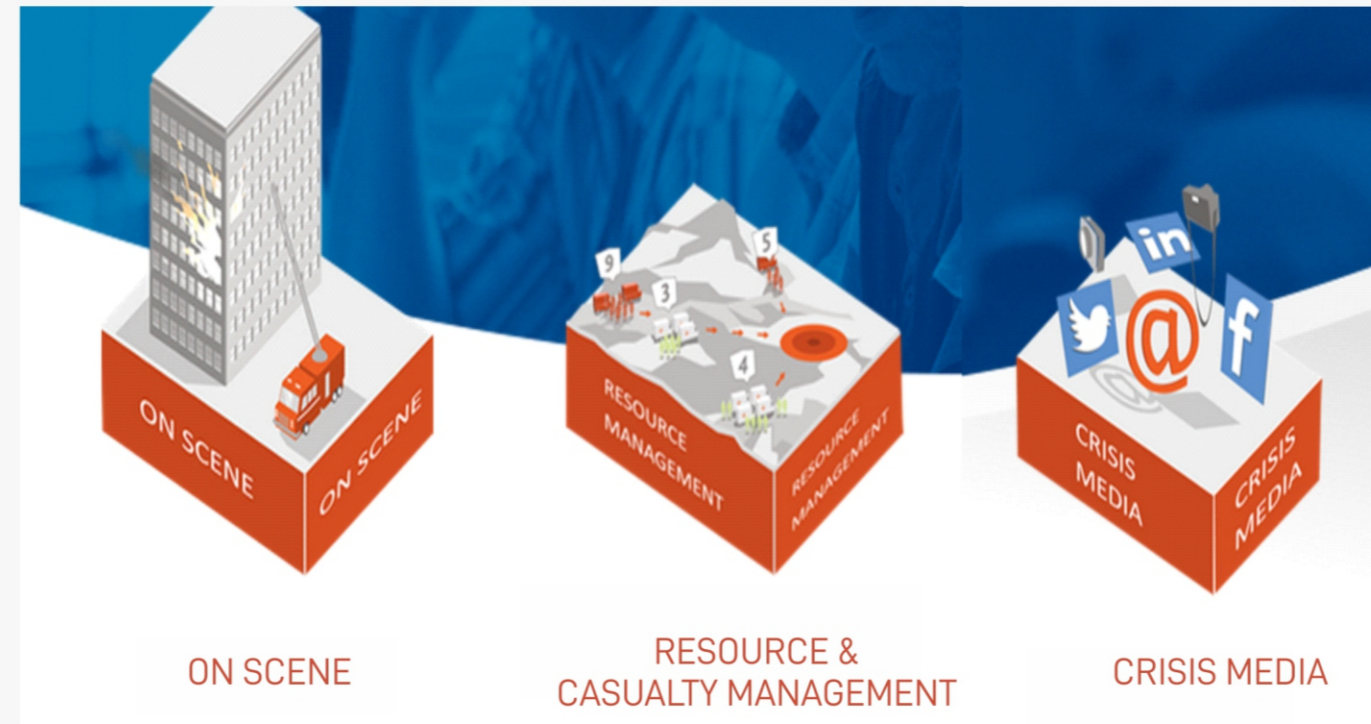 ON SCENE
ON SCENE
9
3
5
4
RESOURCE
MANAGEMENT
RESOURCE
MANAGEMENT
in
@
f
CRISIS
MEDIA
CRISIS
MEDIA
ON SCENE
RESOURCE &
CASUALTY MANAGEMENT
CRISIS MEDIA